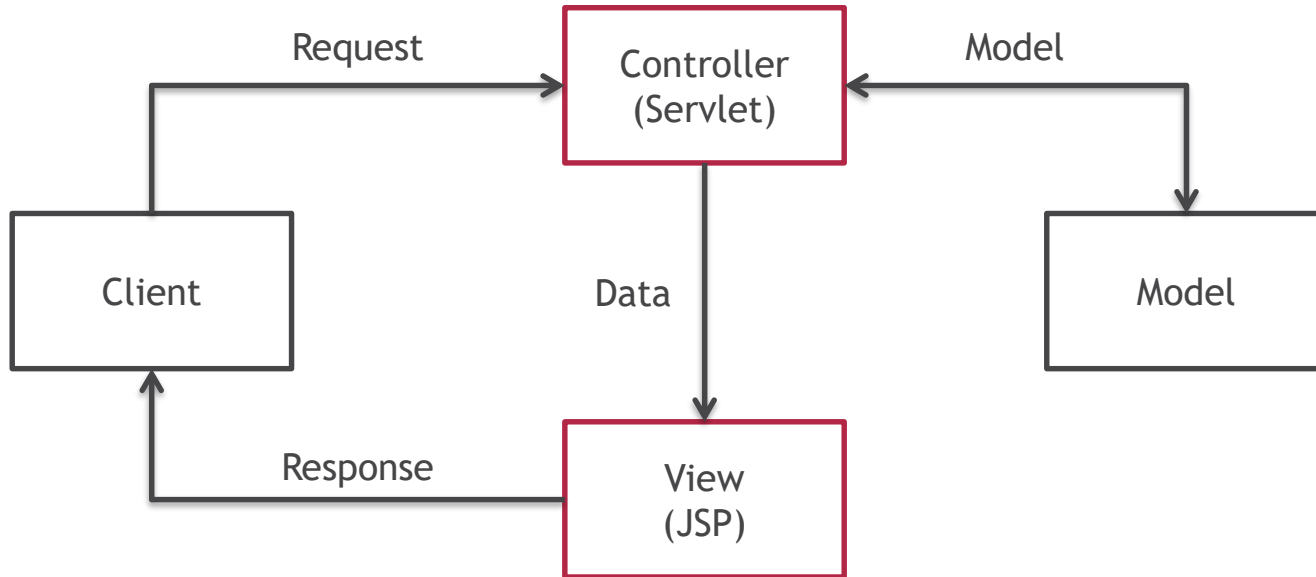 Request
Controller
(Servlet)
Model
Client
Data
Model
Response
View
(JSP)